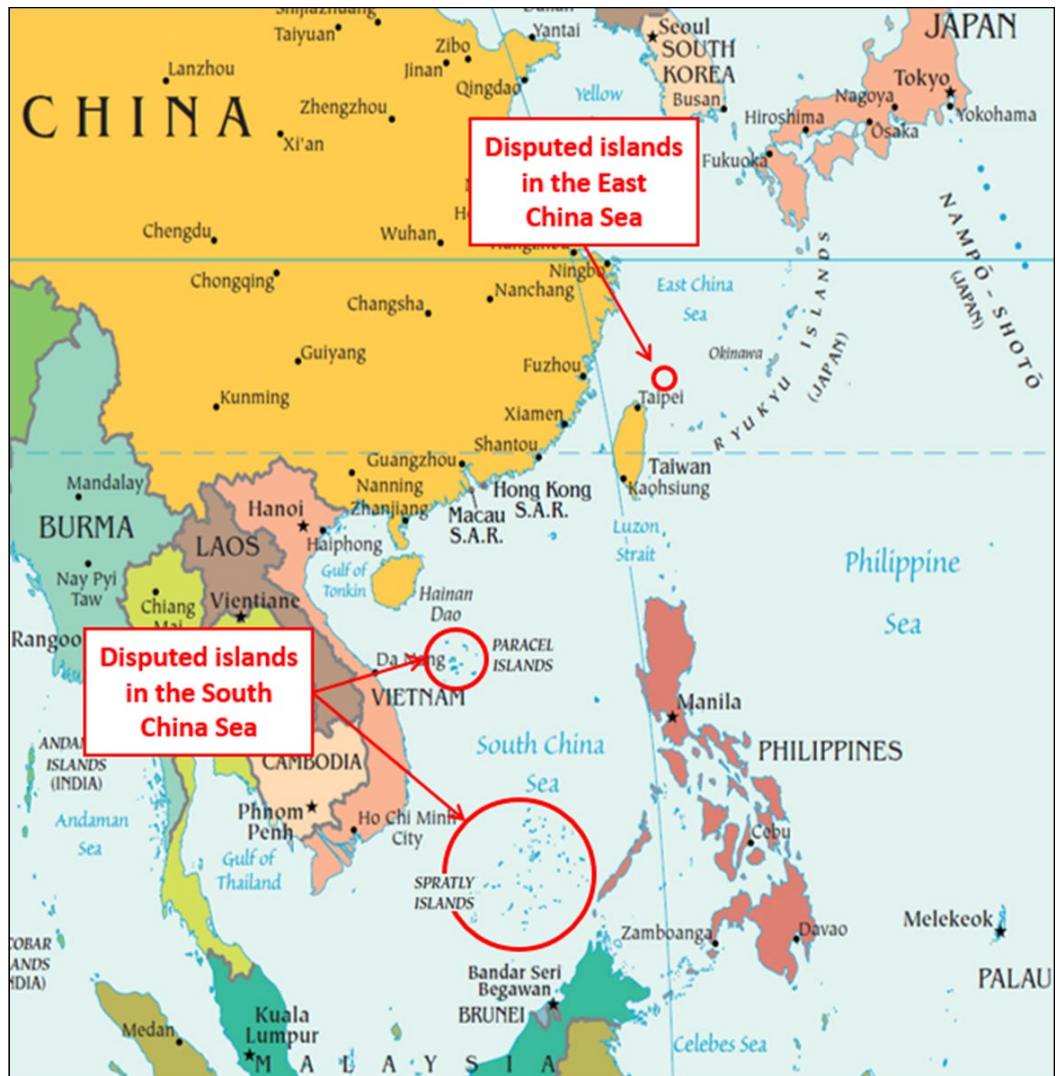 Shijiazhuang
Taiyuan
Yantai
Seoul
SOUTH
KOREA
JAPAN
Zibo
Jinan
Qingdao
Lanzhou
CHINA
Zhengzhou
Xi'an
Yellow
Busan
Tokyo
Nagoya
Yokohama
Hiroshima
Ōsaka
Fukuoka
Disputed islands
in the East
China Sea
NAMPŌ-SHOTŌ
(JAPAN)
Chengdu
Wuhan
Chongqing
Ningbo
Nanchang
Changsha
East China
Sea
RYUKYU ISLANDS
(JAPAN)
Okinawa
Guiyang
Fuzhou
Kunming
Taipei
Xiamen
Shantou
Guangzhou
Taiwan
Nanning
Kaohsiung
Hong Kong
S.A.R.
Macau
S.A.R.
Zhanjiang
Mandalay
Hanoi
BURMA
LAOS
Haiphong
Luzon
Strait
Gulf of
Tonkin
Philippine
Sea
Nay Pyi
Taw
Chiang
Vientiane
Hainan
Dao
Disputed islands
in the South
China Sea
PARACEL
ISLANDS
VIETNAM
Manila
South China
Sea
PHILIPPINES
ISLANDS
(INDIA)
CAMBODIA
Phnom
Penh
Ho Chi Minh
City
Andaman
Sea
Gulf of
Thailand
Cebu
SPRATLY
ISLANDS
Zamboanga
Davao
Melekeok
PALAU
Bandar Seri
Begawan
BRUNEI
Kuala
Lumpur
Medan
MALAYSIA
Celebes Sea